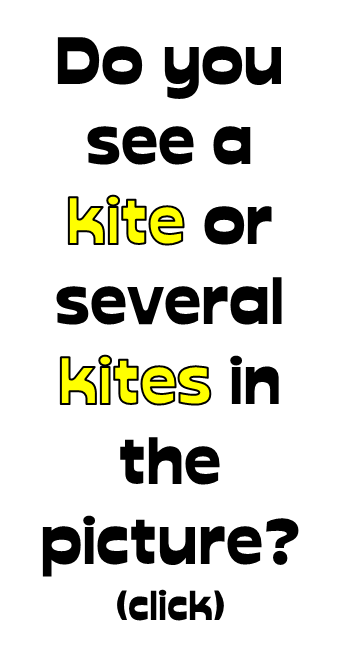 Do you
see a
kite or
several
kites in
the
picture?
(click)